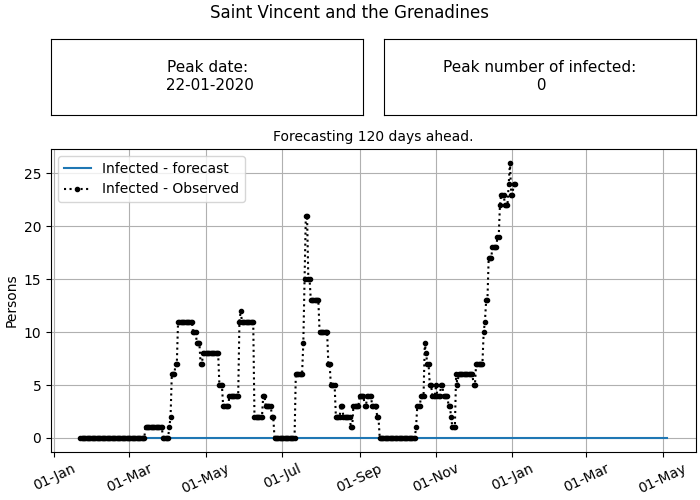 Saint Vincent and the Grenadines
Peak date:
22-01-2020
Peak number of infected:
0
Forecasting 120 days ahead.
Infected - forecast
Infected - Observed
Persons
25
20
15
10
5
0
01-Jan
01-Mar
01-May
01-Jul
01-Sep
01-Nov
01-Jan
01-Mar
01-May